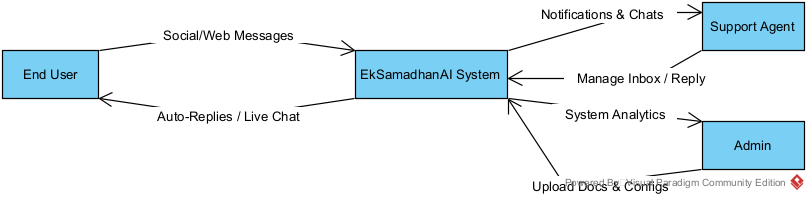 Notifications & Chats
Support Agent
Social/Web Messages
End User
EkSamadhanAI System
Manage Inbox / Reply
Auto-Replies / Live Chat
System Analytics
Admin
Powered By: Visual Paradigm Community Edition
Upload Docs & Configs